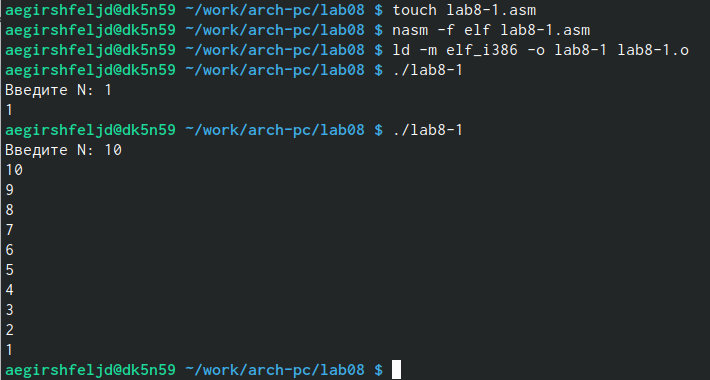 aegirshfeljd@dk5n59 ~/work/arch-pc/lab08 $ touch lab8-1.asm
aegirshfeljd@dk5n59 ~/work/arch-pc/lab08 $ nasm -f elf lab8-1.asm
aegirshfeljd@dk5n59 ~/work/arch-pc/lab08 $ ld -m elf_i386 -o lab8-1 lab8-1.o
aegirshfeljd@dk5n59 ~/work/arch-pc/lab08 $ ./lab8-1
Введите N: 1
1
aegirshfeljd@dk5n59 ~/work/arch-pc/lab08 $ ./lab8-1
Введите N: 10
10
9
8
7
6
5
4
3
2
1
aegirshfeljd@dk5n59 ~/work/arch-pc/lab08 $